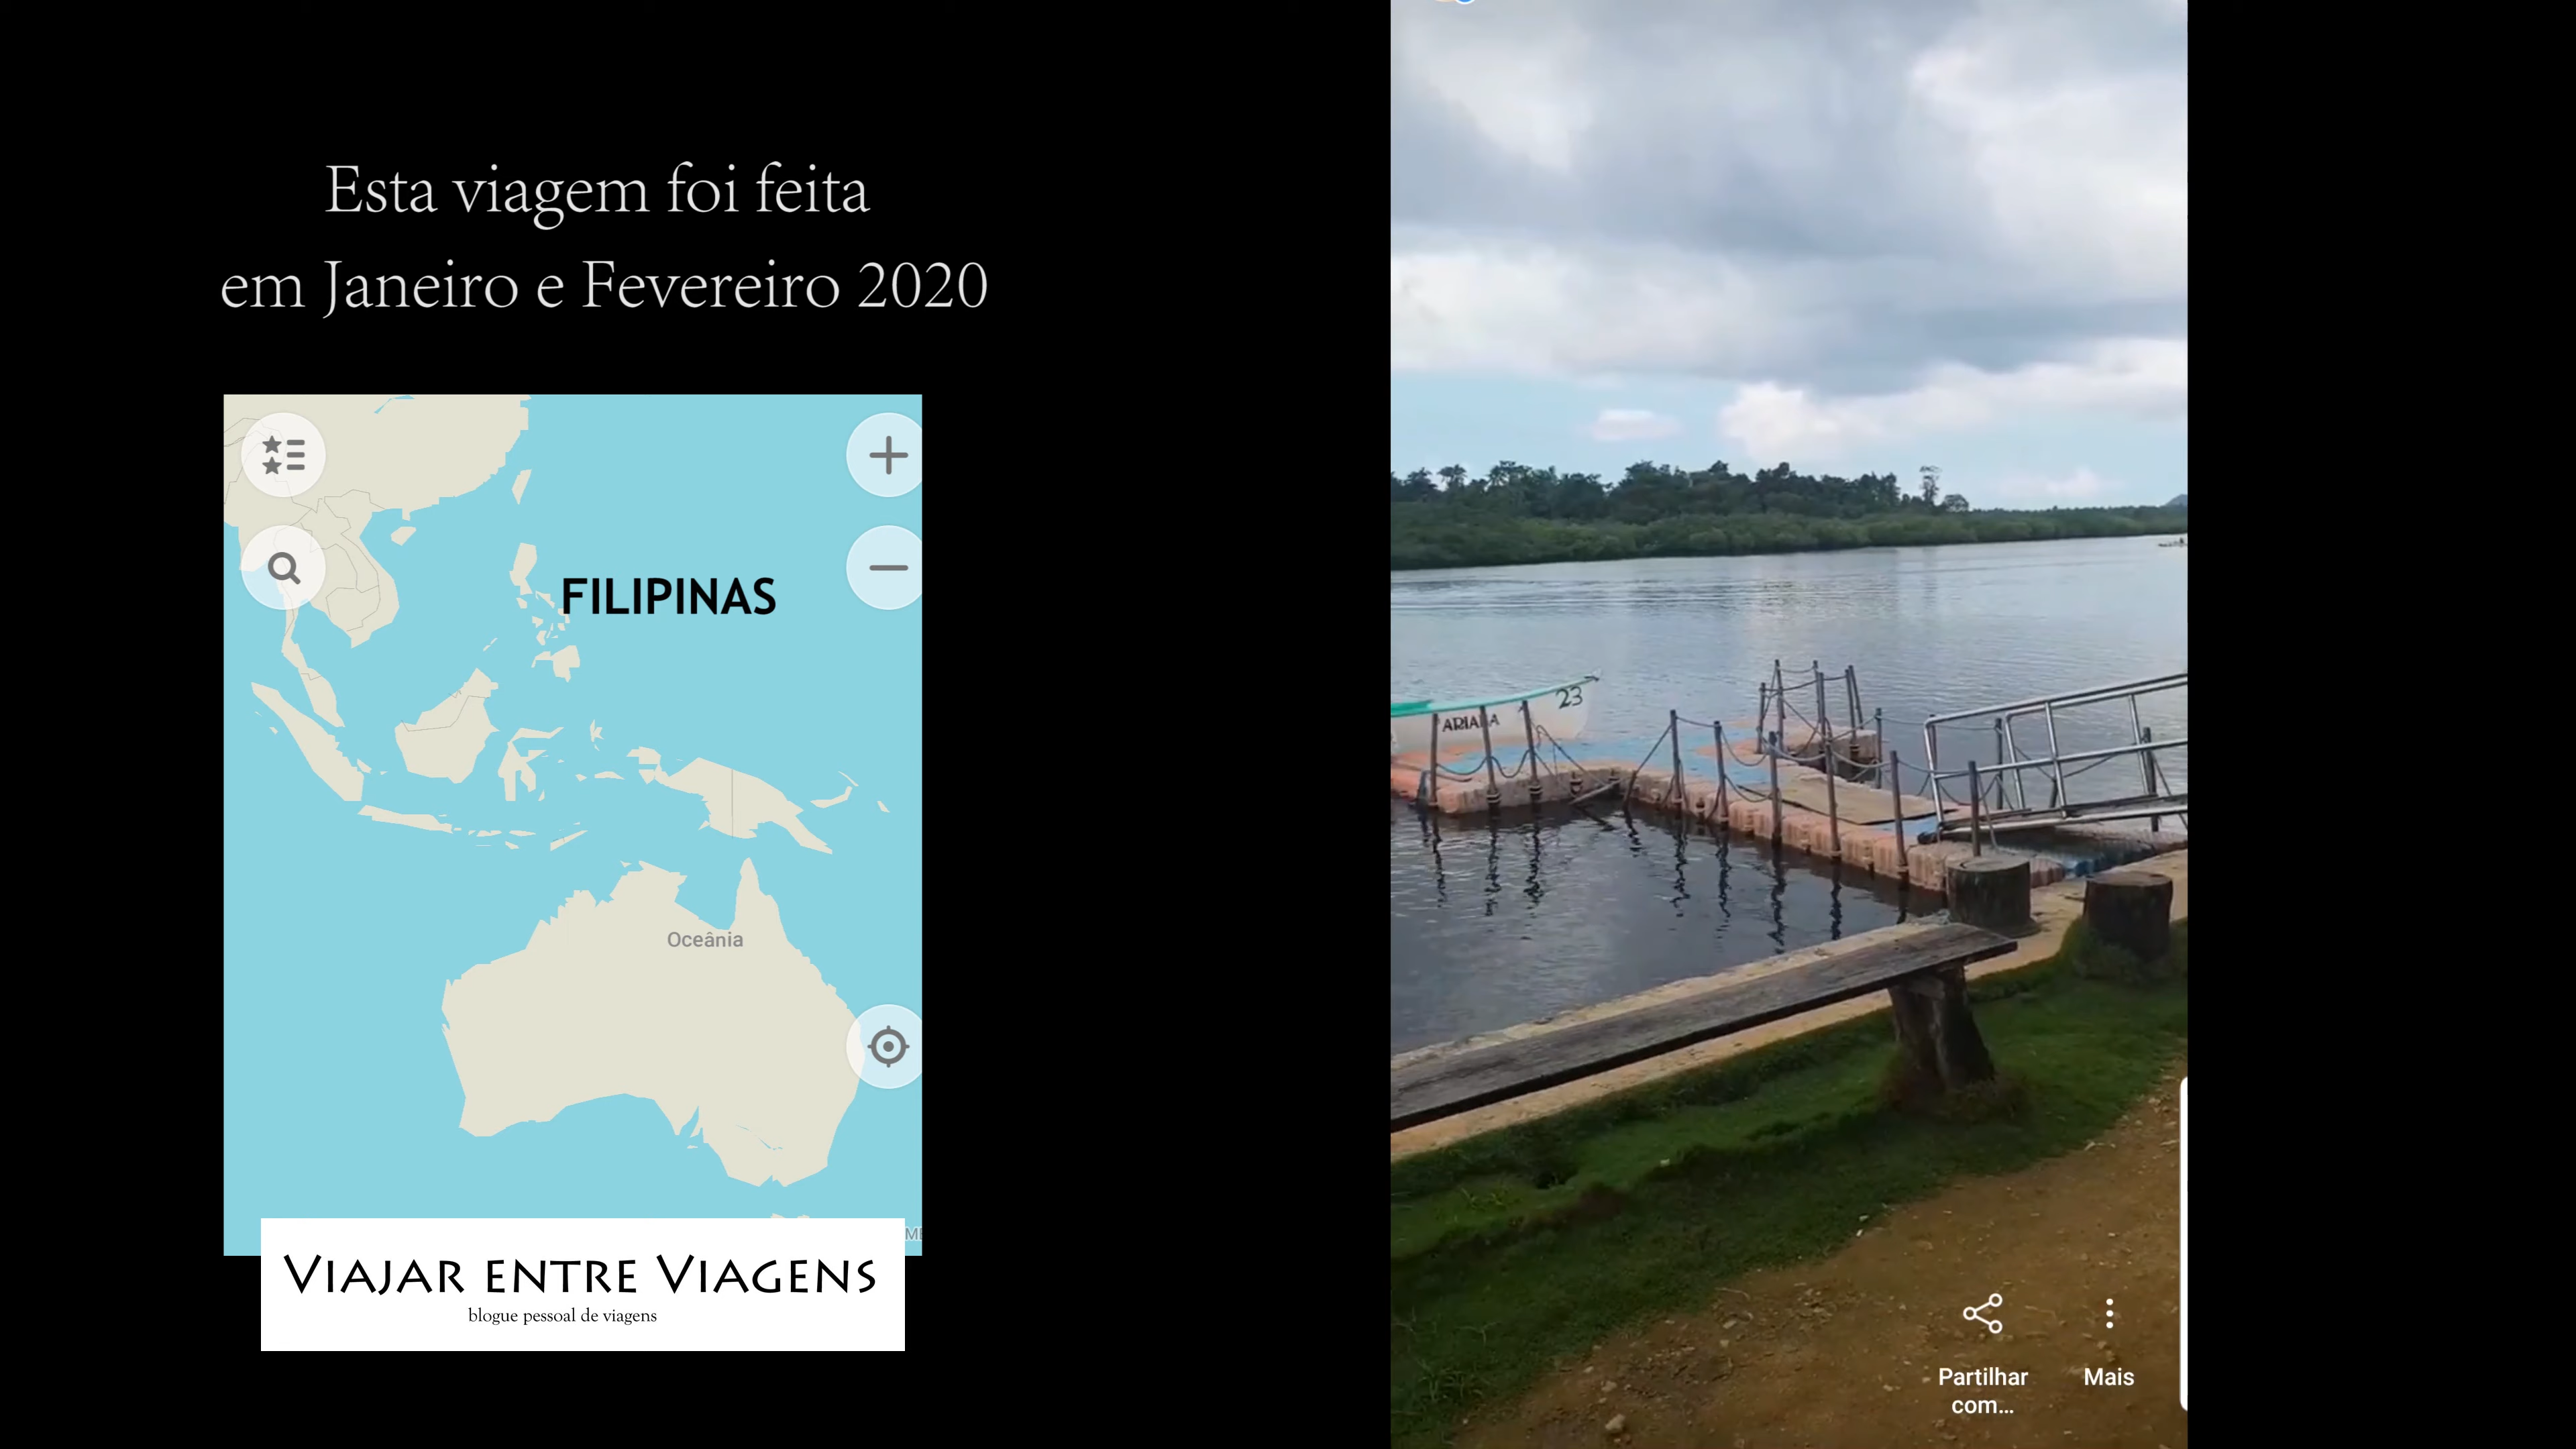 Esta viagem foi feita
em Janeiro e Fevereiro 2020
FILIPINAS
Oceânia
VIAJAR ENTRE VIAGENS
blogue pessoal de viagens
23
Partilhar
com...
Mais